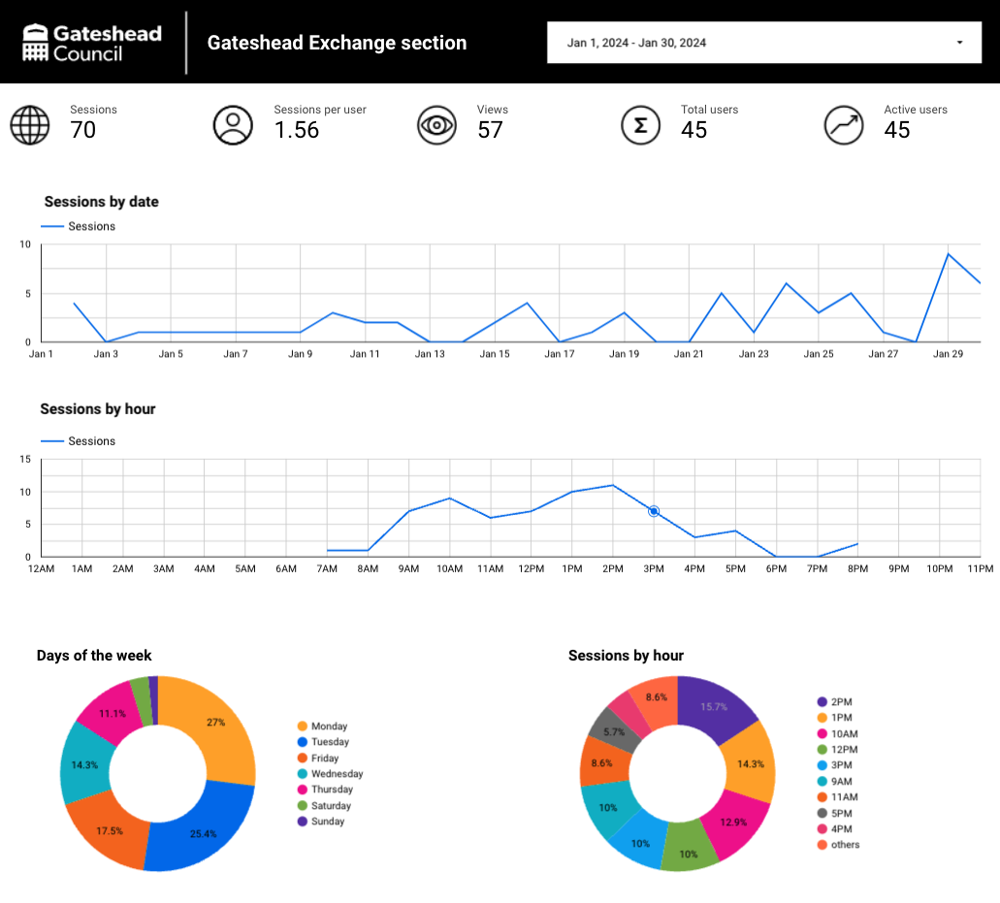 Gateshead
Council
Gateshead Exchange section
Jan 1, 2024 - Jan 30, 2024
Sessions
70
Sessions per user
1.56
Views
57
Σ
Total users
45
Active users
45
Sessions by date
Sessions
10
5
0
Jan 1 Jan 3 Jan 5 Jan 7 Jan 9 Jan 11 Jan 13 Jan 15 Jan 17 Jan 19 Jan 21 Jan 23 Jan 25 Jan 27 Jan 29
Sessions by hour
Sessions
15
10
5
0
12AM 1AM 2AM 3AM 4AM 5AM 6AM 7AM 8AM 9AM 10AM 11AM 12PM 1PM 2PM 3PM 4PM 5PM 6PM 7PM 8PM 9PM 10PM 11PM
Days of the week
27%
25.4%
17.5%
14.3%
11.1%
Monday
Tuesday
Friday
Wednesday
Thursday
Saturday
Sunday
Sessions by hour
15.7%
14.3%
12.9%
10%
10%
10%
8.6%
5.7%
8.6%
2PM
1PM
10AM
12PM
3PM
9AM
11AM
5PM
4PM
others